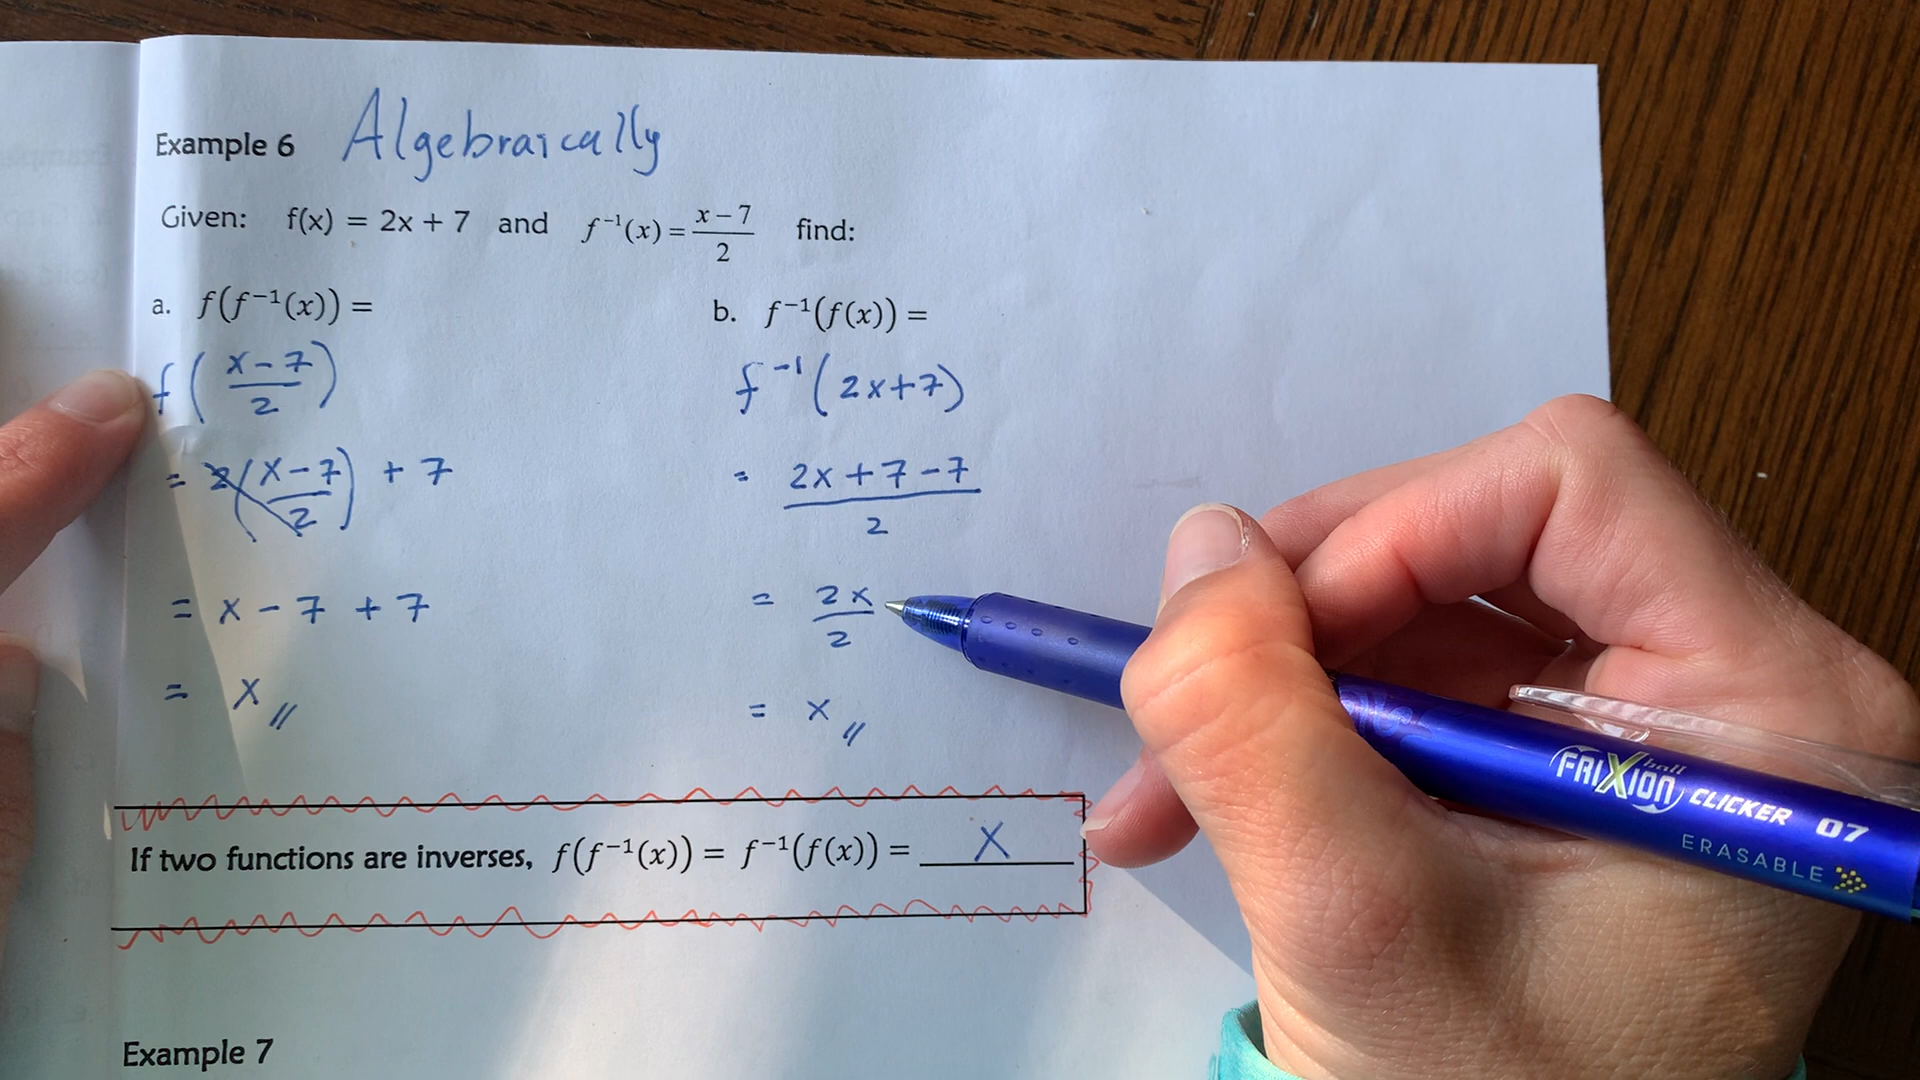 Example 6 Algebraically
Given: f(x) = 2x + 7 and f⁻¹(x) = (x − 7)/2 find:
a. f(f⁻¹(x)) =
f((x − 7)/2)
= 2((x − 7)/2) + 7
= x − 7 + 7
= x //
b. f⁻¹(f(x)) =
f⁻¹(2x + 7)
= (2x + 7 − 7)/2
= 2x/2
= x //
If two functions are inverses, f(f⁻¹(x)) = f⁻¹(f(x)) = x
Example 7
FRIXION ball CLICKER 07
ERASABLE